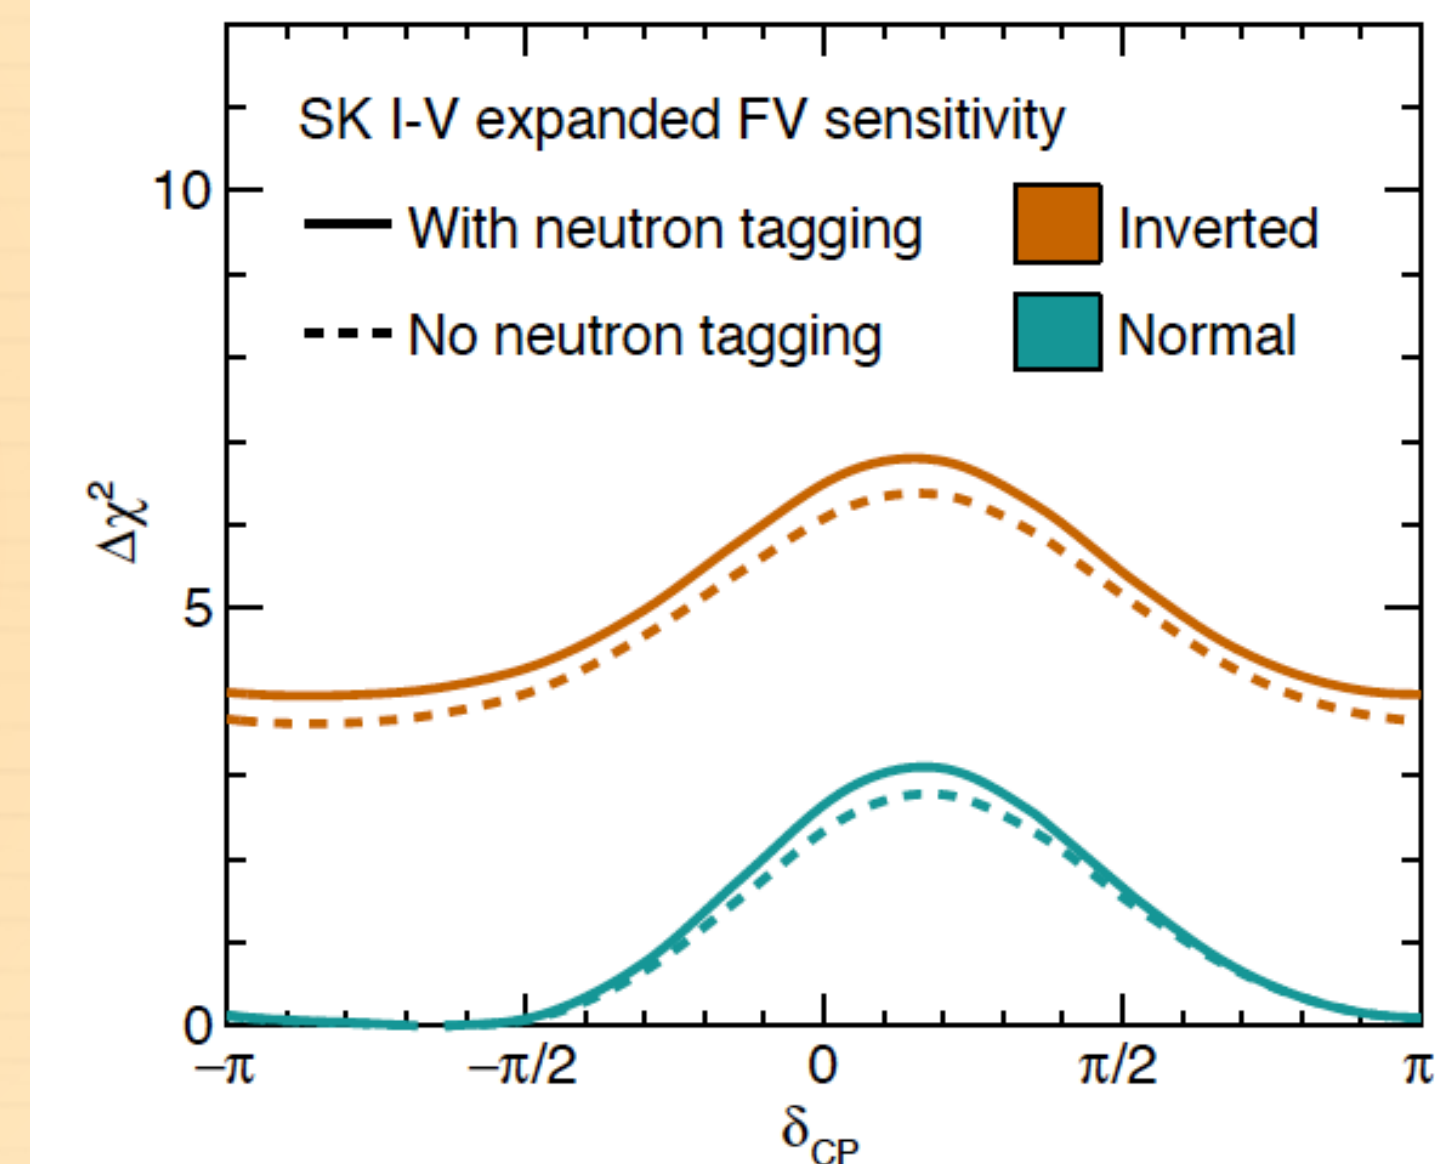 SK I-V expanded FV sensitivity
With neutron tagging
Inverted
No neutron tagging
Normal
10
5
0
Δχ²
–π
–π/2
0
π/2
π
δCP